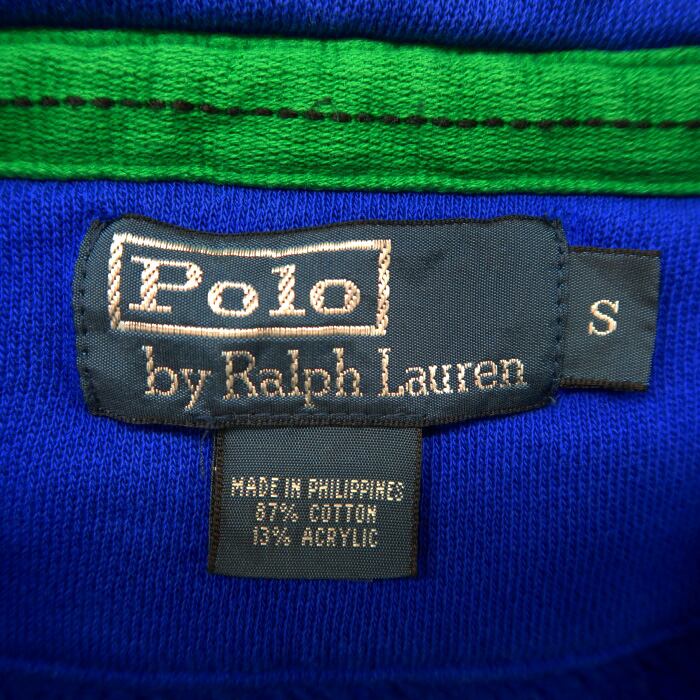 Polo
by Ralph Lauren
S
MADE IN PHILIPPINES
87% COTTON
13% ACRYLIC